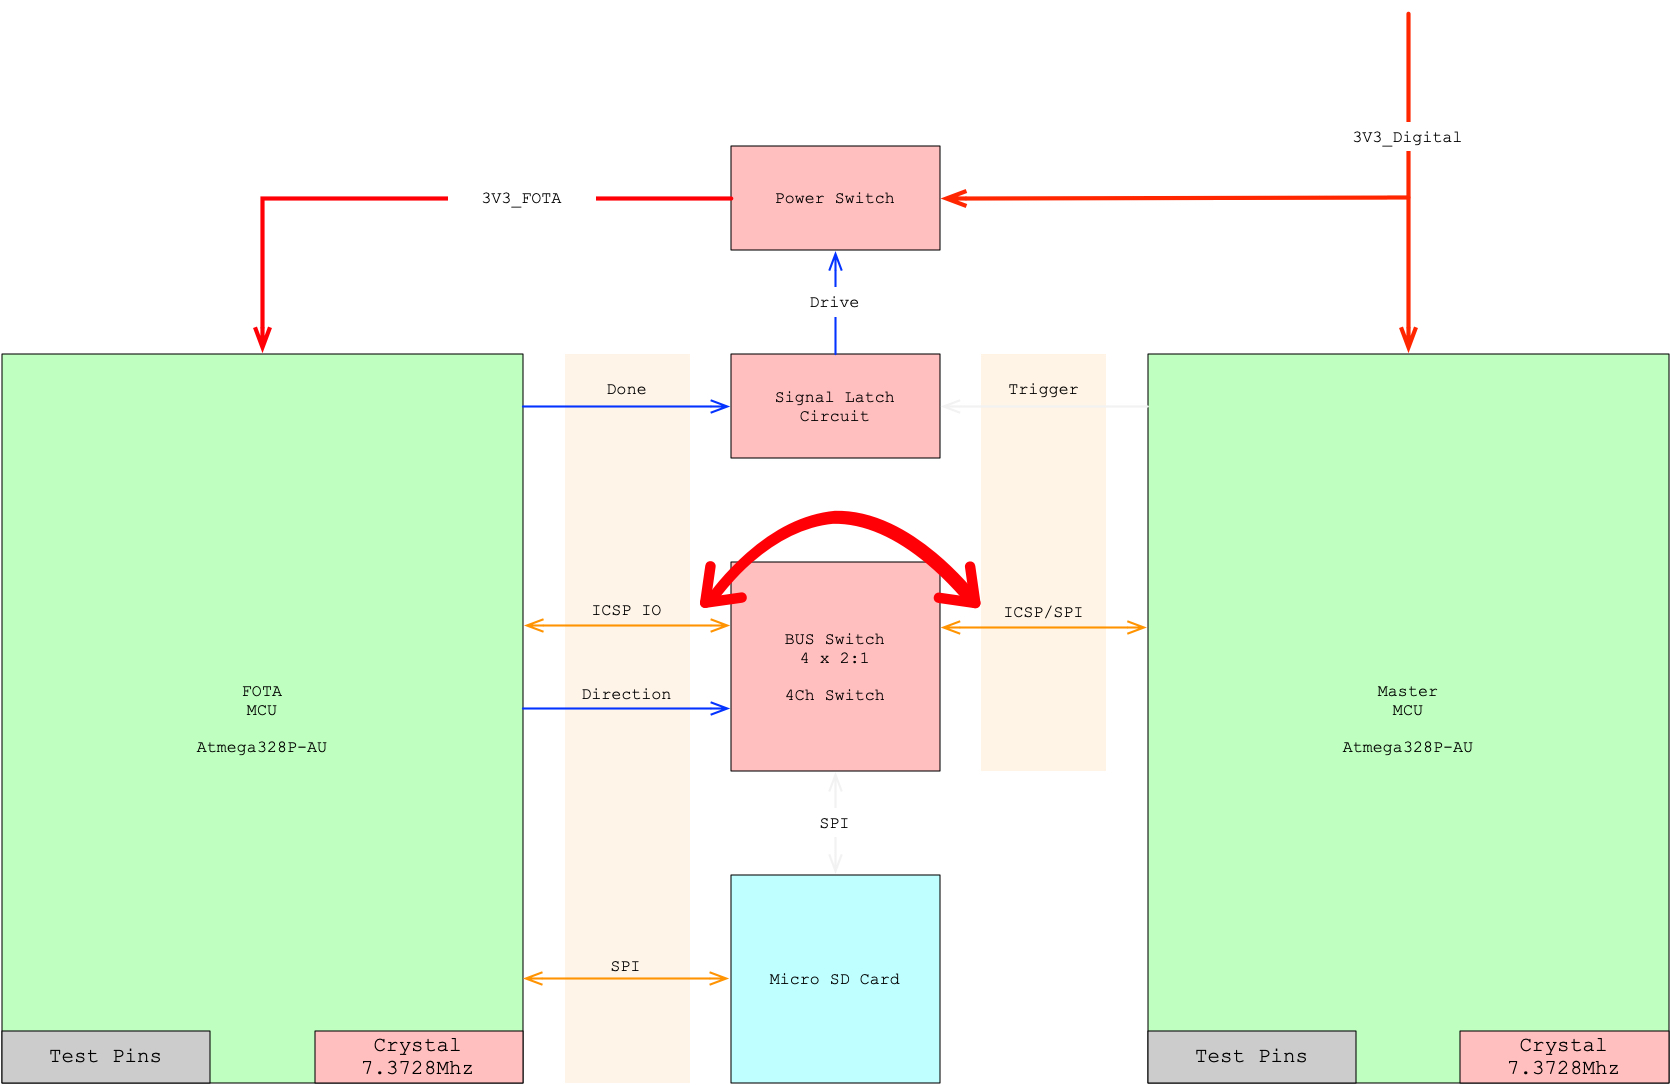 3V3_Digital
3V3_FOTA
Power Switch
Drive
Done
Signal Latch
Circuit
Trigger
ICSP IO
ICSP/SPI
BUS Switch
4 x 2:1
4Ch Switch
Direction
FOTA
MCU
Atmega328P-AU
Master
MCU
Atmega328P-AU
SPI
SPI
Micro SD Card
Test Pins
Crystal
7.3728Mhz
Test Pins
Crystal
7.3728Mhz